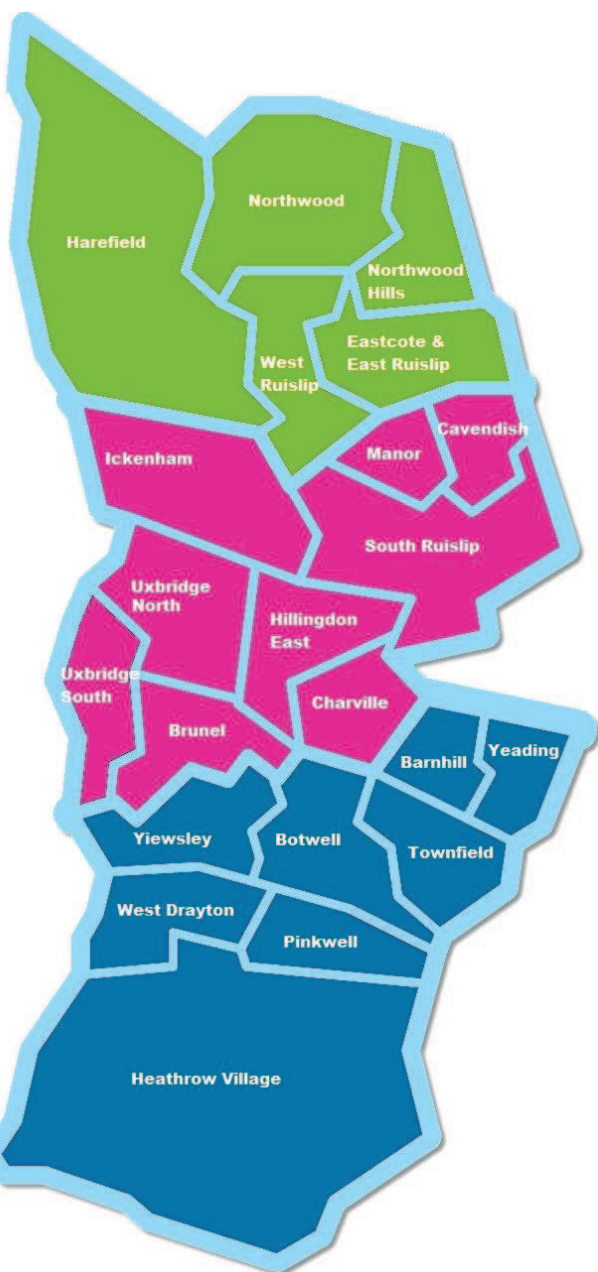 Northwood
Harefield
Northwood
Hills
Eastcote &
East Ruislip
West
Ruislip
Cavendish
Manor
Ickenham
South Ruislip
Uxbridge
North
Hillingdon
East
Uxbridge
South
Charville
Brunel
Yeading
Barnhill
Yiewsley
Botwell
Townfield
West Drayton
Pinkwell
Heathrow Village